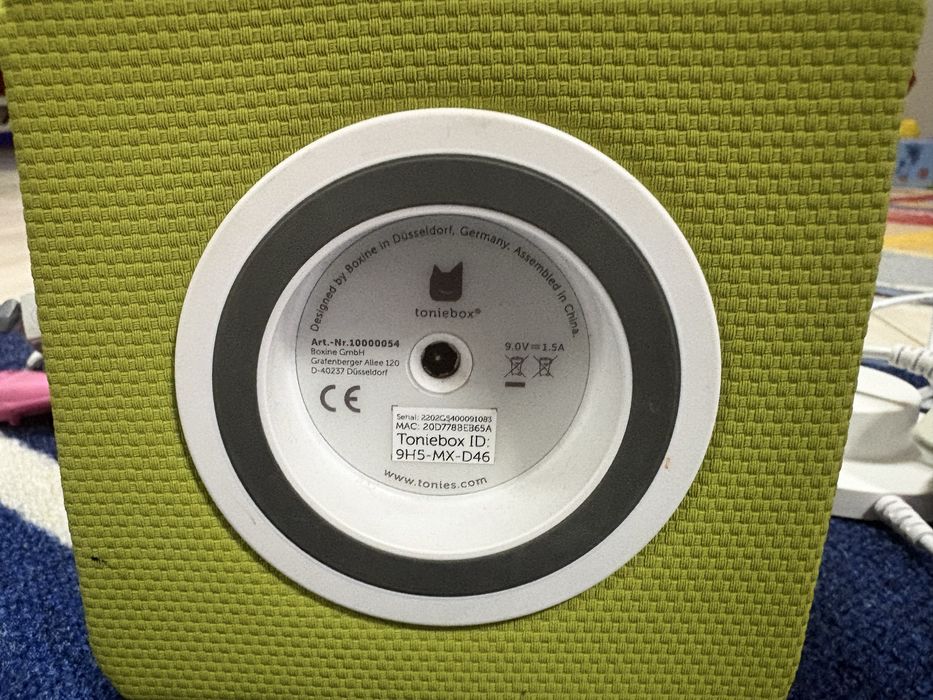 Designed by Boxine in Düsseldorf, Germany. Assembled in China.
toniebox®
Art.-Nr.10000054
Boxine GmbH
Grafenberger Allee 120
D-40237 Düsseldorf
CE
9.0V⎓1.5A
Serial:
MAC: 20D778BEB65A
Toniebox ID:
9H5-MX-D46
www.tonies.com